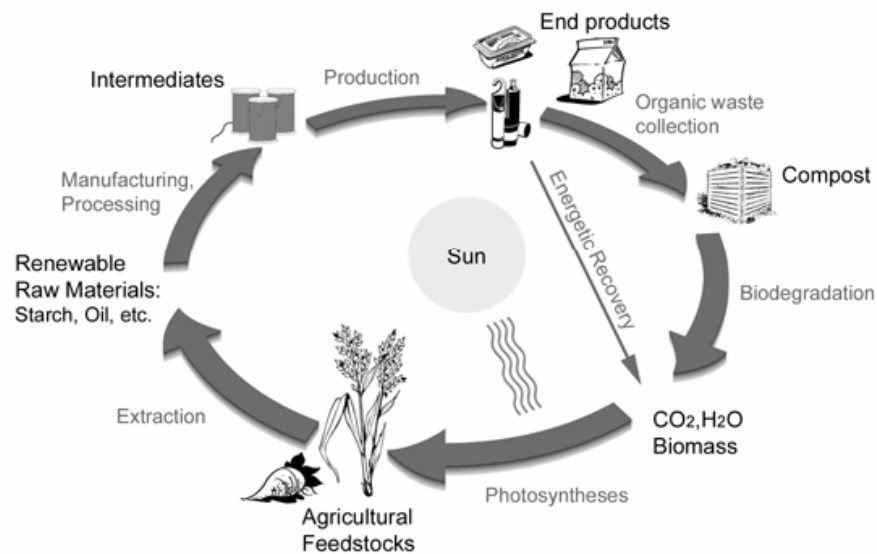 End products
Intermediates
Production
Organic waste
collection
Manufacturing,
Processing
Compost
Energetic Recovery
Sun
Renewable
Raw Materials:
Starch, Oil, etc.
Biodegradation
Extraction
CO2,H2O
Biomass
Photosyntheses
Agricultural
Feedstocks